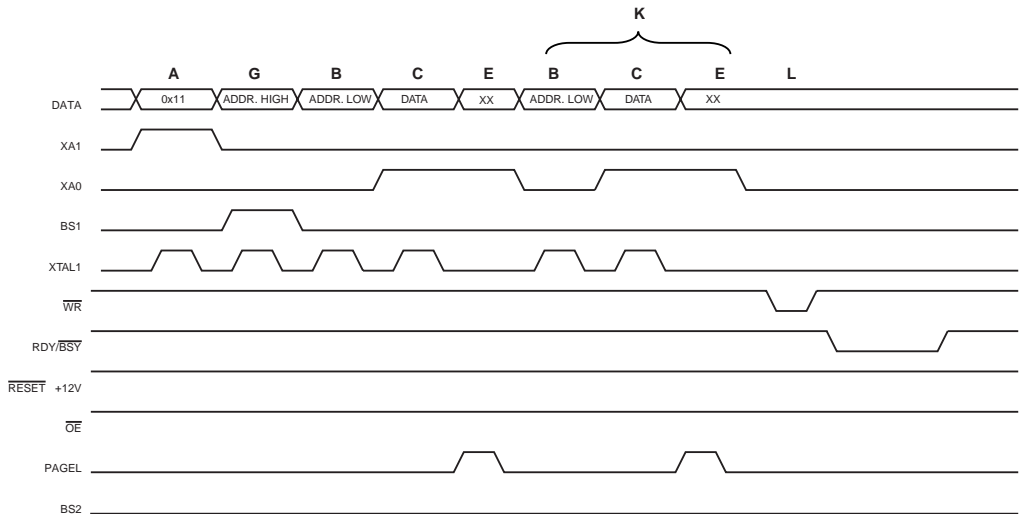 K
A G B C E B C E L
DATA 0x11 ADDR. HIGH ADDR. LOW DATA XX ADDR. LOW DATA XX
XA1
XA0
BS1
XTAL1
WR
RDY/BSY
RESET +12V
OE
PAGEL
BS2